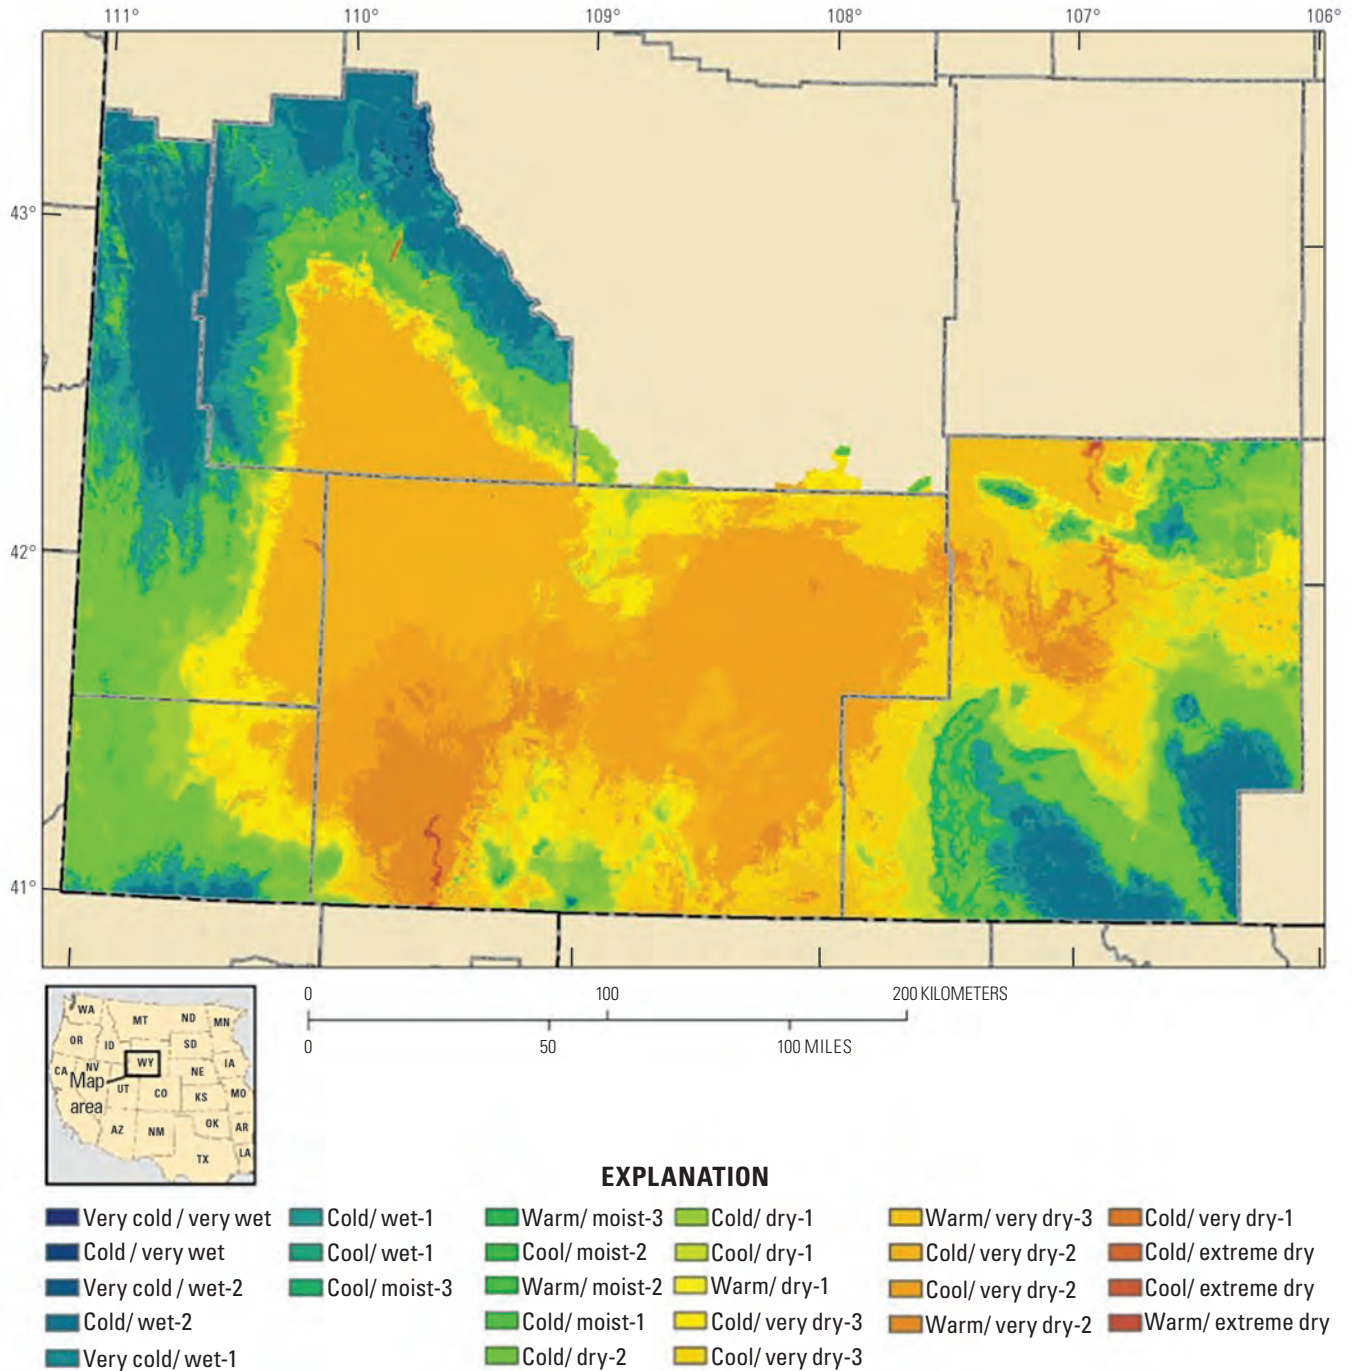 111° 110° 109° 108° 107° 106°
43°
42°
41°
0 100 200 KILOMETERS
0 50 100 MILES
WA
MT
ND
MN
OR
ID
SD
WY
CA
NV
NE
IA
Map
area
UT
CO
KS
MO
AZ
NM
OK
AR
TX
LA
EXPLANATION
Very cold / very wet
Cold / very wet
Very cold / wet-2
Cold / wet-2
Very cold / wet-1
Cold / wet-1
Cool / wet-1
Cool / moist-3
Warm / moist-3
Cool / moist-2
Warm / moist-2
Cold / moist-1
Cold / dry-2
Cold / dry-1
Cool / dry-1
Warm / dry-1
Cold / very dry-3
Cool / very dry-3
Warm / very dry-3
Cold / very dry-2
Cool / very dry-2
Warm / very dry-2
Cold / very dry-1
Cold / extreme dry
Cool / extreme dry
Warm / extreme dry